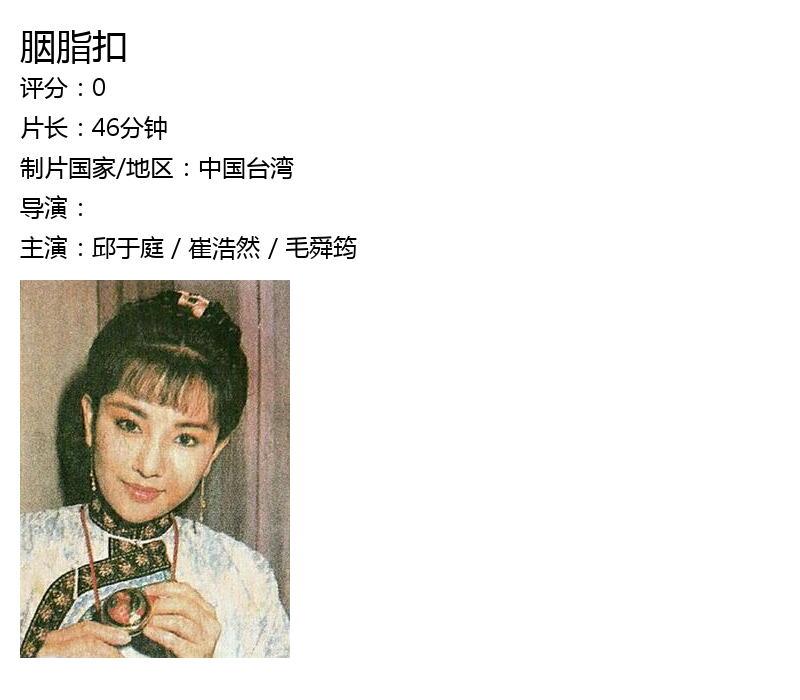 胭脂扣
评分：0
片长：46分钟
制片国家/地区：中国台湾
导演：
主演：邱于庭 / 崔浩然 / 毛舜筠